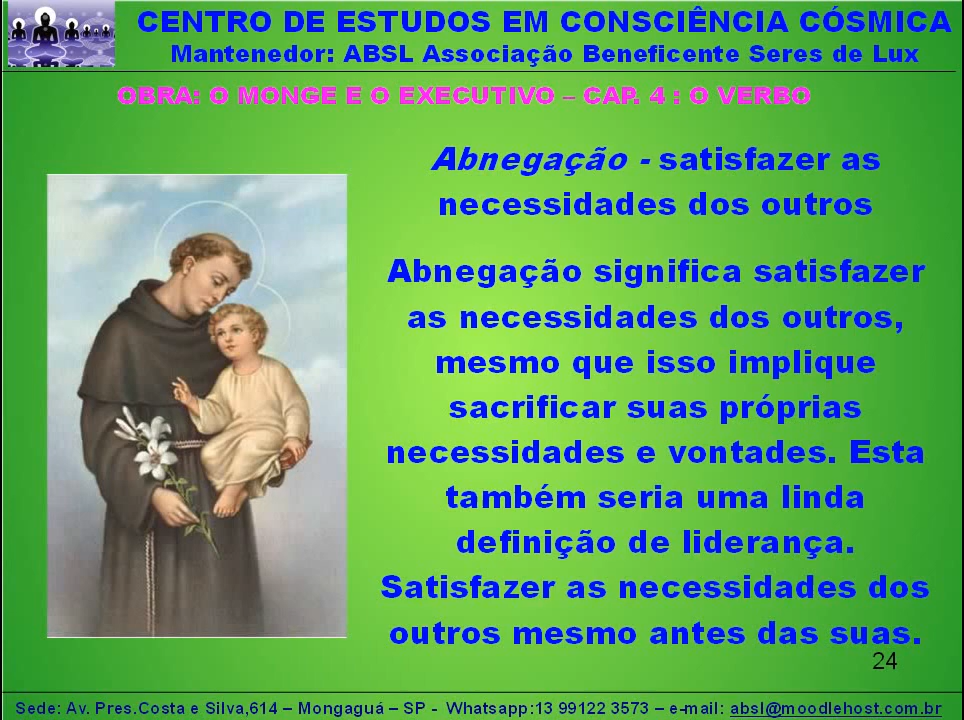 CENTRO DE ESTUDOS EM CONSCIÊNCIA CÓSMICA
Mantenedor: ABSL Associação Beneficente Seres de Lux
OBRA: O MONGE E O EXECUTIVO – CAP. 4 : O VERBO
Abnegação - satisfazer as
necessidades dos outros
Abnegação significa satisfazer
as necessidades dos outros,
mesmo que isso implique
sacrificar suas próprias
necessidades e vontades. Esta
também seria uma linda
definição de liderança.
Satisfazer as necessidades dos
outros mesmo antes das suas.
24
Sede: Av. Pres.Costa e Silva,614 – Mongaguá – SP - Whatsapp:13 99122 3573 – e-mail: absl@moodlehost.com.br